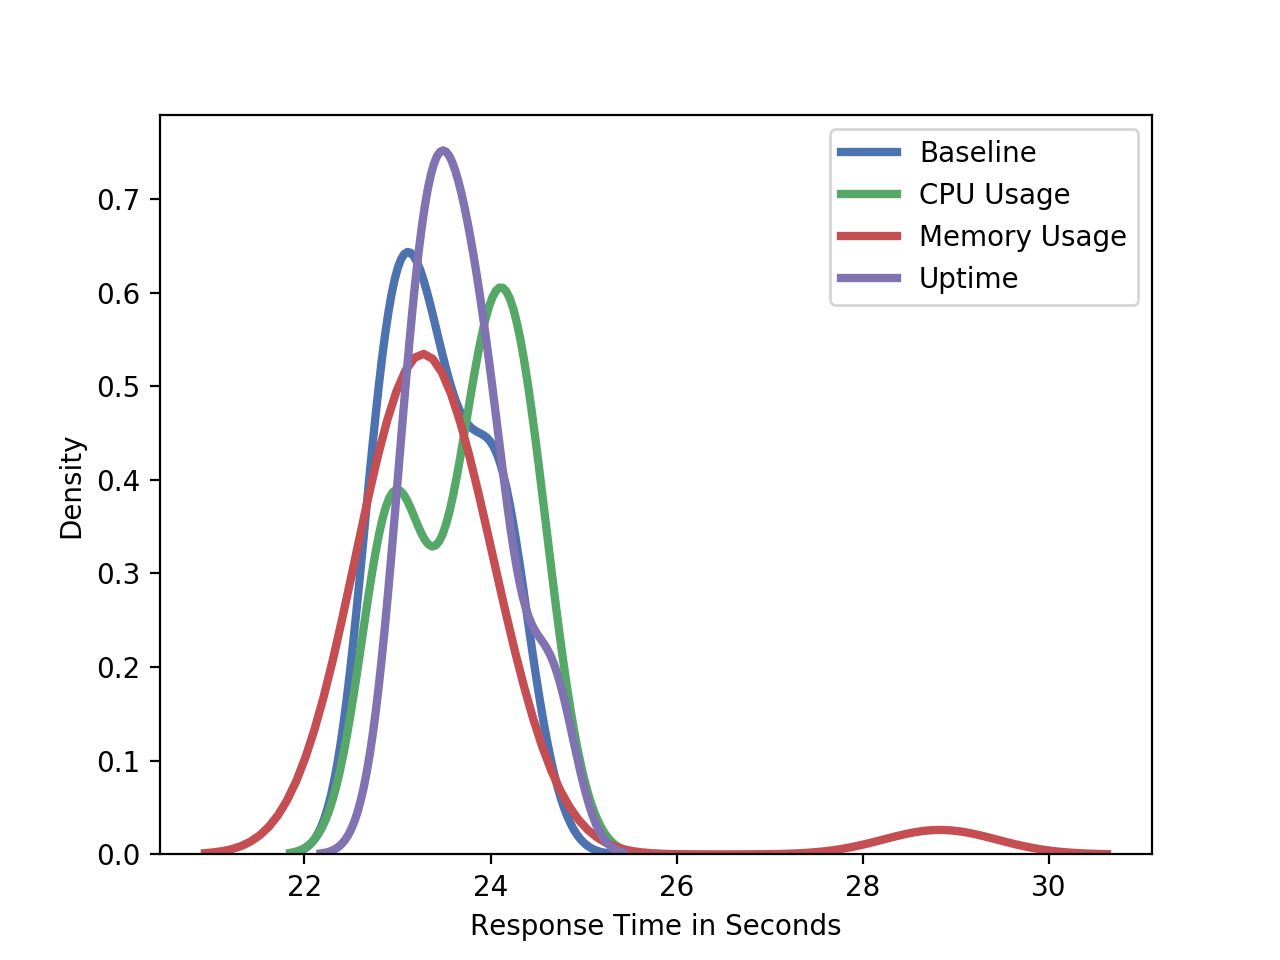 Baseline
CPU Usage
Memory Usage
Uptime
0.7
0.6
0.5
0.4
0.3
0.2
0.1
0.0
Density
22 24 26 28 30
Response Time in Seconds